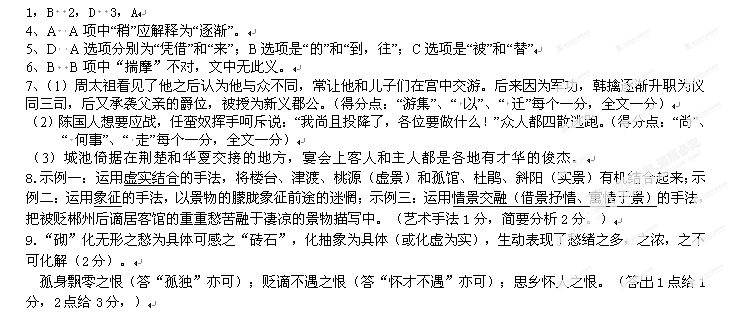 1，B  2，D  3，A
4、A  A 项中“稍”应解释为“逐渐”。
5、D  A 选项分别为“凭借”和“来”；B 选项是“的”和“到，往”；C 选项是“被”和“替”
6、B  B 项中 “揣摩” 不对，文中无此义。
7、（1）周太祖看见了他之后认为他与众不同，常让他和儿子们在宫中交游。后来因为军功，韩擒逐渐升职为仪
同三司，后又承袭父亲的爵位，被授为新义郡公。（得分点：“游集”、“ 以”、“ 迁”每个一分，全文一分）
（2）陈国人想要应战，任蛮奴挥手呵斥说：“我尚且投降了，各位要做什么！”众人都四散逃跑。（得分点：“尚”、
“ 何事”、“ 走”每个一分，全文一分）
（3）城池倚据在荆楚和华夏交接的地方，宴会上客人和主人都是各地有才华的俊杰。
8.示例一：运用虚实结合的手法，将楼台、津渡、桃源（虚景）和孤馆、杜鹃、斜阳（实景）有机结合起来；示
例二：运用象征的手法，以景物的朦胧象征前途的迷惘；示例三：运用情景交融（借景抒情、寓情于景）的手法，
把被贬郴州后谪居客馆的重重愁苦融于凄凉的景物描写中。（艺术手法 1 分，简要分析 2 分。）
9．“砌”化无形之愁为具体可感之“砖石”，化抽象为具体（或化虚为实），生动表现了愁绪之多，之浓，之不
可化解（2 分）。
孤身飘零之恨（答“孤独”亦可）；贬谪不遇之恨（答“怀才不遇”亦可）；思乡怀人之恨。（答出 1 点给 1
分，2 点给 3 分，）